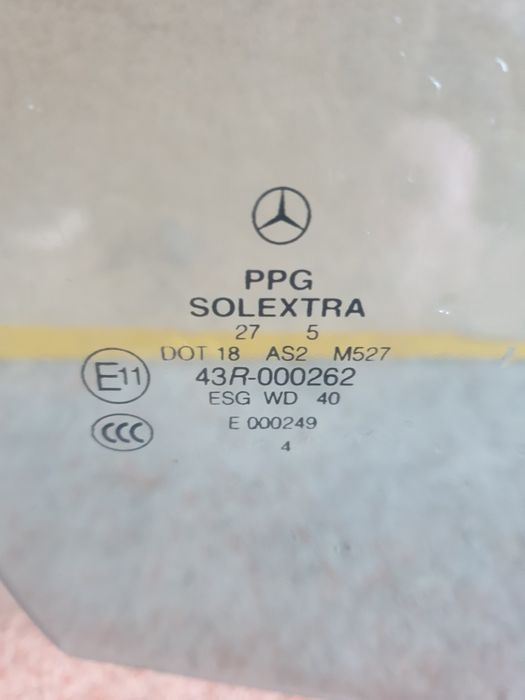 PPG
SOLEXTRA
27 5
DOT 18 AS2 M527
E11 43R-000262
ESG WD 40
CCC E 000249
4